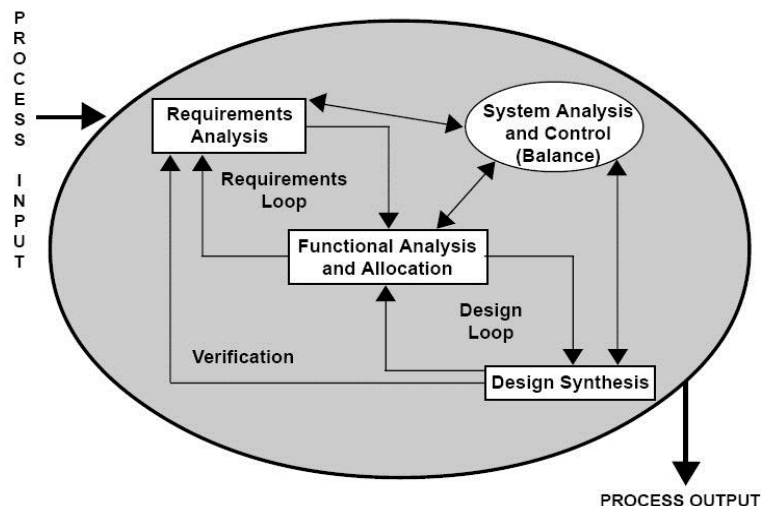 PROCESS INPUT
Requirements
Analysis
System Analysis
and Control
(Balance)
Requirements
Loop
Functional Analysis
and Allocation
Design
Loop
Verification
Design Synthesis
PROCESS OUTPUT